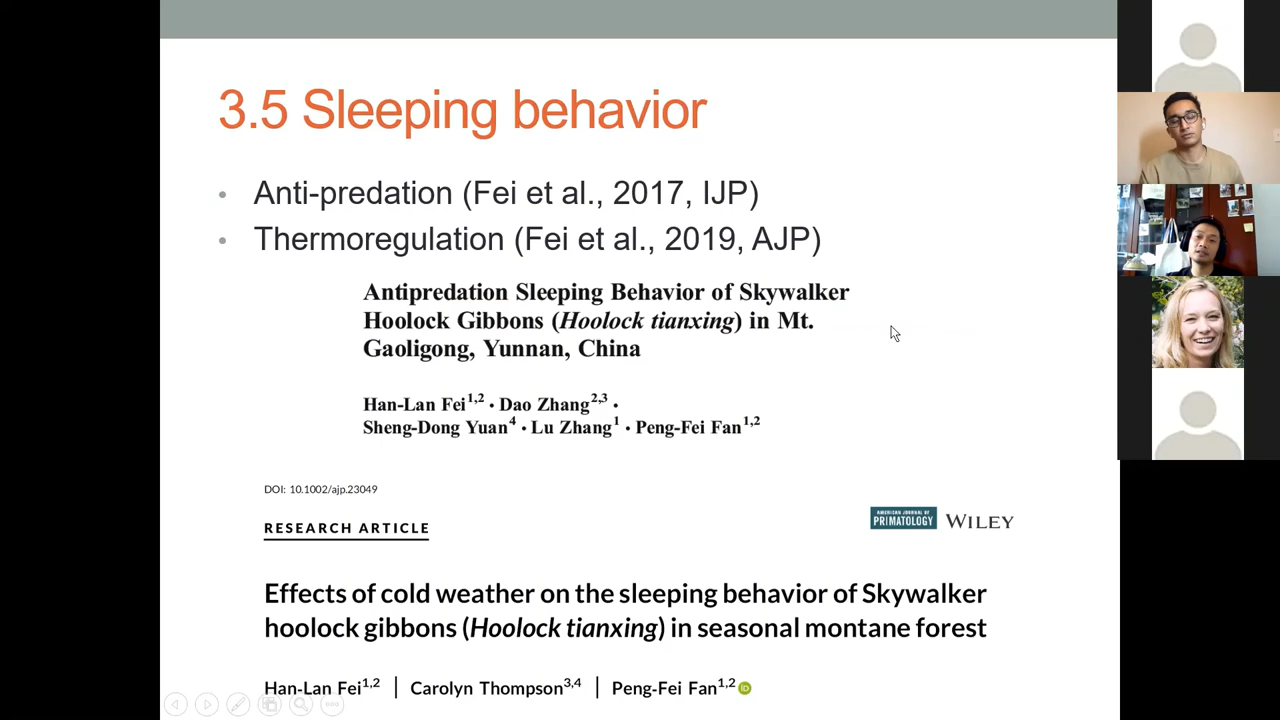 3.5 Sleeping behavior
• Anti-predation (Fei et al., 2017, IJP)
• Thermoregulation (Fei et al., 2019, AJP)
Antipredation Sleeping Behavior of Skywalker
Hoolock Gibbons (Hoolock tianxing) in Mt.
Gaoligong, Yunnan, China
Han-Lan Fei1,2 · Dao Zhang2,3 ·
Sheng-Dong Yuan4 · Lu Zhang1 · Peng-Fei Fan1,2
DOI: 10.1002/ajp.23049
RESEARCH ARTICLE
AMERICAN JOURNAL OF
PRIMATOLOGY WILEY
Effects of cold weather on the sleeping behavior of Skywalker
hoolock gibbons (Hoolock tianxing) in seasonal montane forest
Han-Lan Fei1,2 | Carolyn Thompson3,4 | Peng-Fei Fan1,2 iD